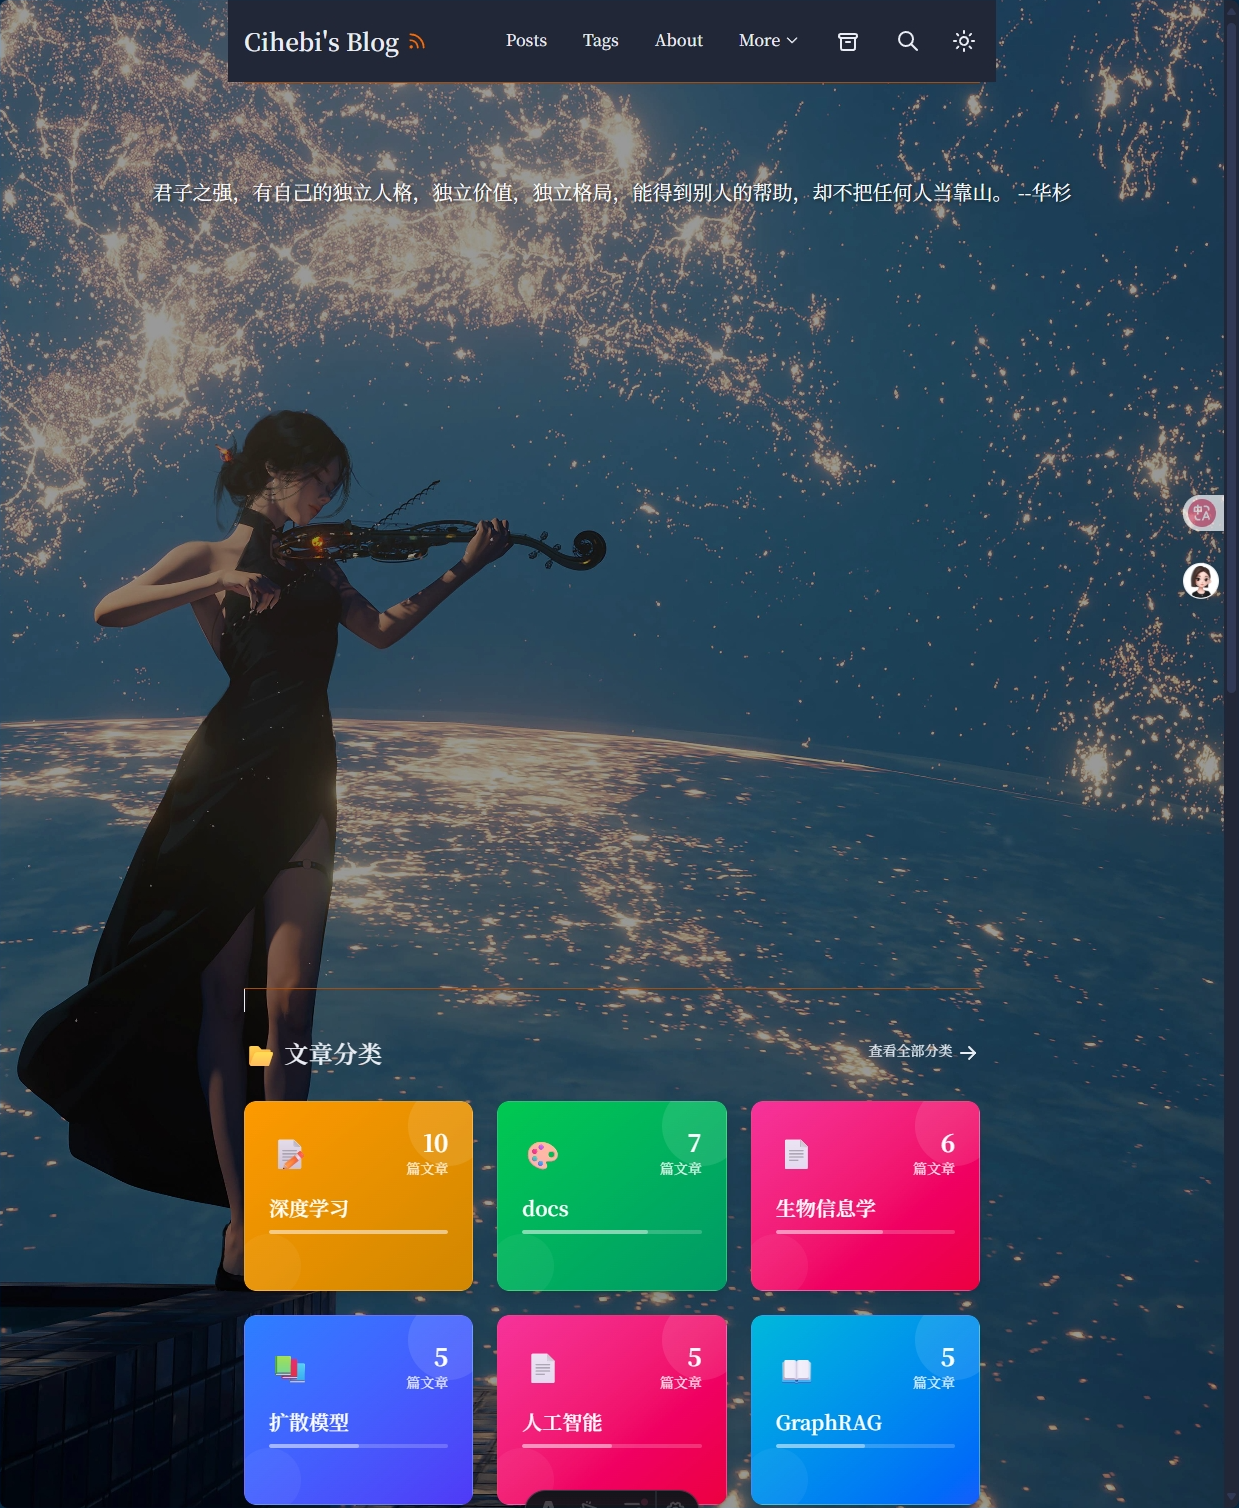 Cihebi's Blog
Posts Tags About More
君子之强，有自己的独立人格，独立价值，独立格局，能得到别人的帮助，却不把任何人当靠山。 --华杉
文章分类
查看全部分类
10
篇文章
深度学习
7
篇文章
docs
6
篇文章
生物信息学
5
篇文章
扩散模型
5
篇文章
人工智能
5
篇文章
GraphRAG